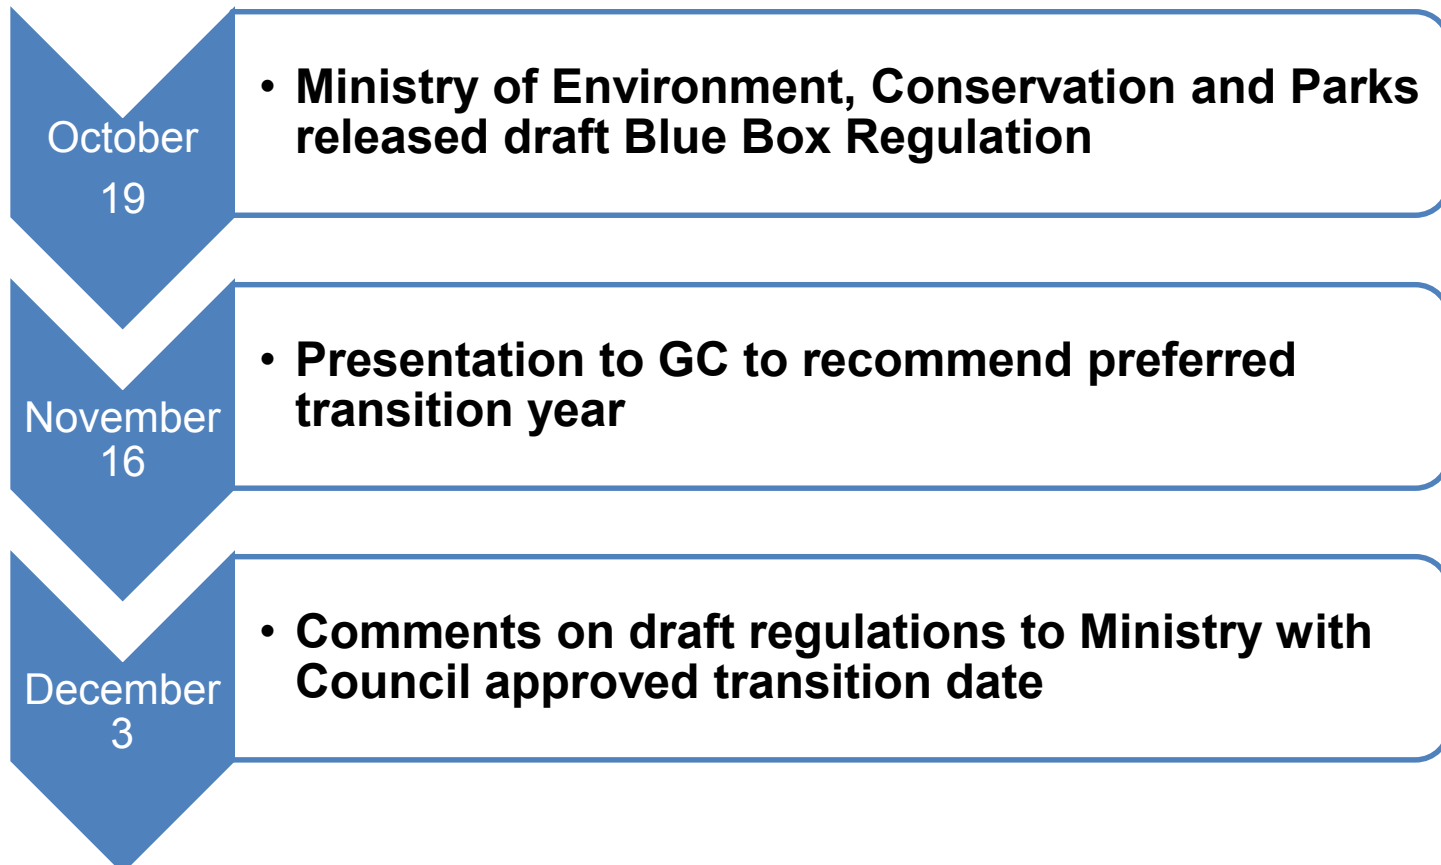 October
19
• Ministry of Environment, Conservation and Parks
released draft Blue Box Regulation
November
16
• Presentation to GC to recommend preferred
transition year
December
3
• Comments on draft regulations to Ministry with
Council approved transition date